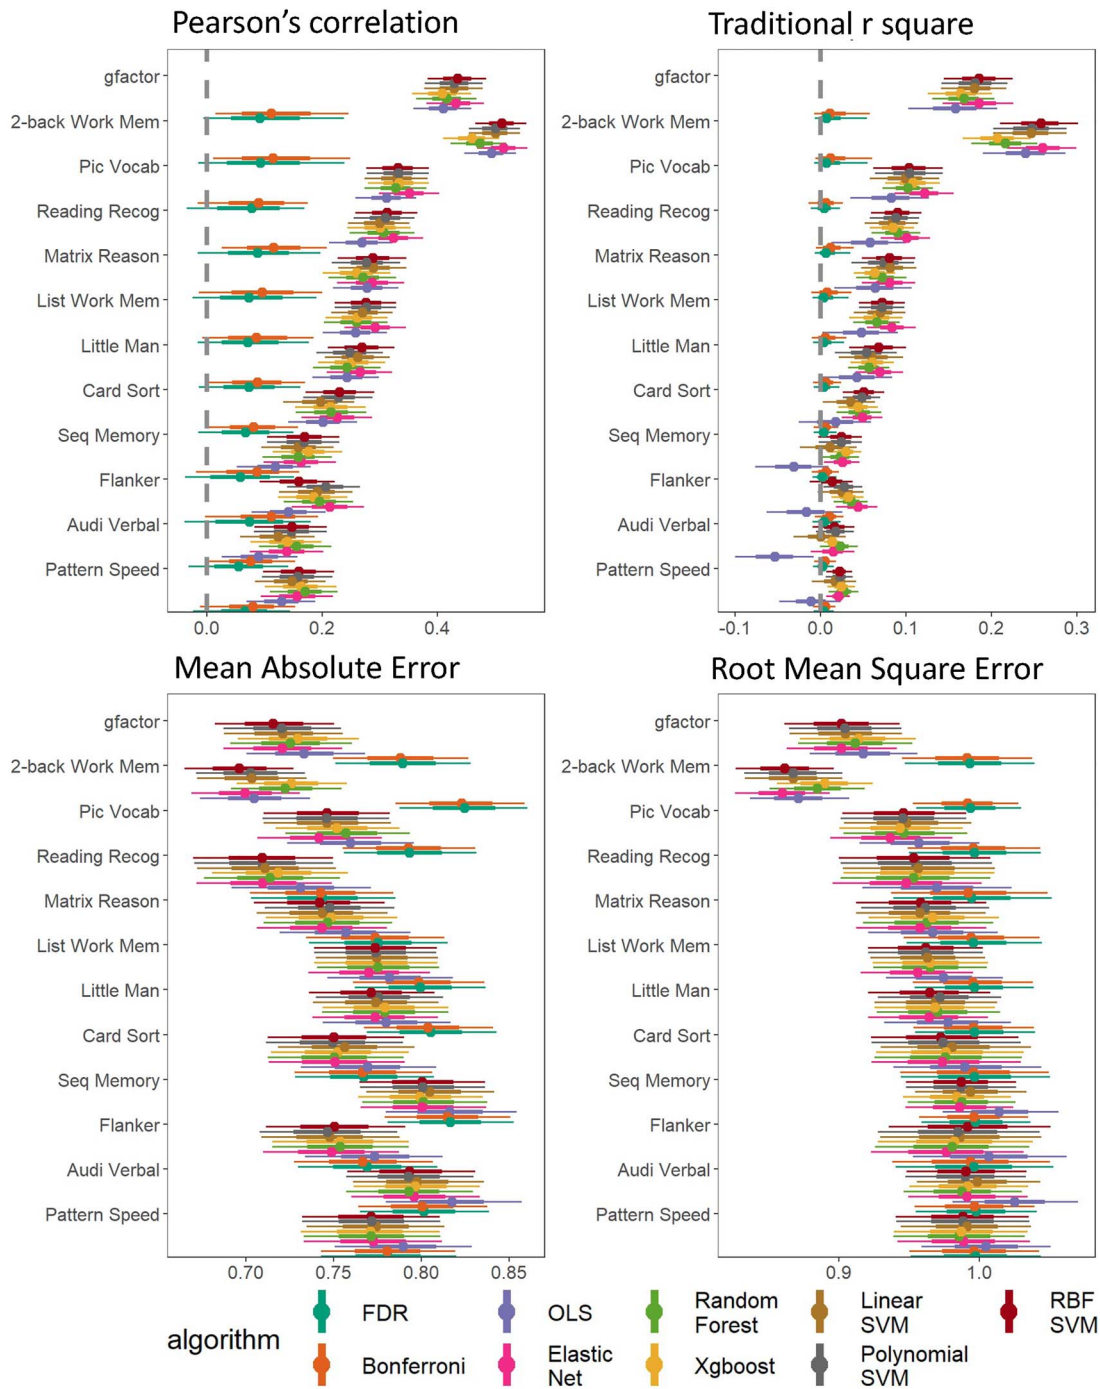 Pearson's correlation
gfactor
2-back Work Mem
Pic Vocab
Reading Recog
Matrix Reason
List Work Mem
Little Man
Card Sort
Seq Memory
Flanker
Audi Verbal
Pattern Speed
0.0 0.2 0.4
Traditional r square
gfactor
2-back Work Mem
Pic Vocab
Reading Recog
Matrix Reason
List Work Mem
Little Man
Card Sort
Seq Memory
Flanker
Audi Verbal
Pattern Speed
-0.1 0.0 0.1 0.2 0.3
Mean Absolute Error
gfactor
2-back Work Mem
Pic Vocab
Reading Recog
Matrix Reason
List Work Mem
Little Man
Card Sort
Seq Memory
Flanker
Audi Verbal
Pattern Speed
0.70 0.75 0.80 0.85
Root Mean Square Error
gfactor
2-back Work Mem
Pic Vocab
Reading Recog
Matrix Reason
List Work Mem
Little Man
Card Sort
Seq Memory
Flanker
Audi Verbal
Pattern Speed
0.9 1.0
algorithm
FDR
Bonferroni
OLS
Elastic
Net
Random
Forest
Xgboost
Linear
SVM
Polynomial
SVM
RBF
SVM